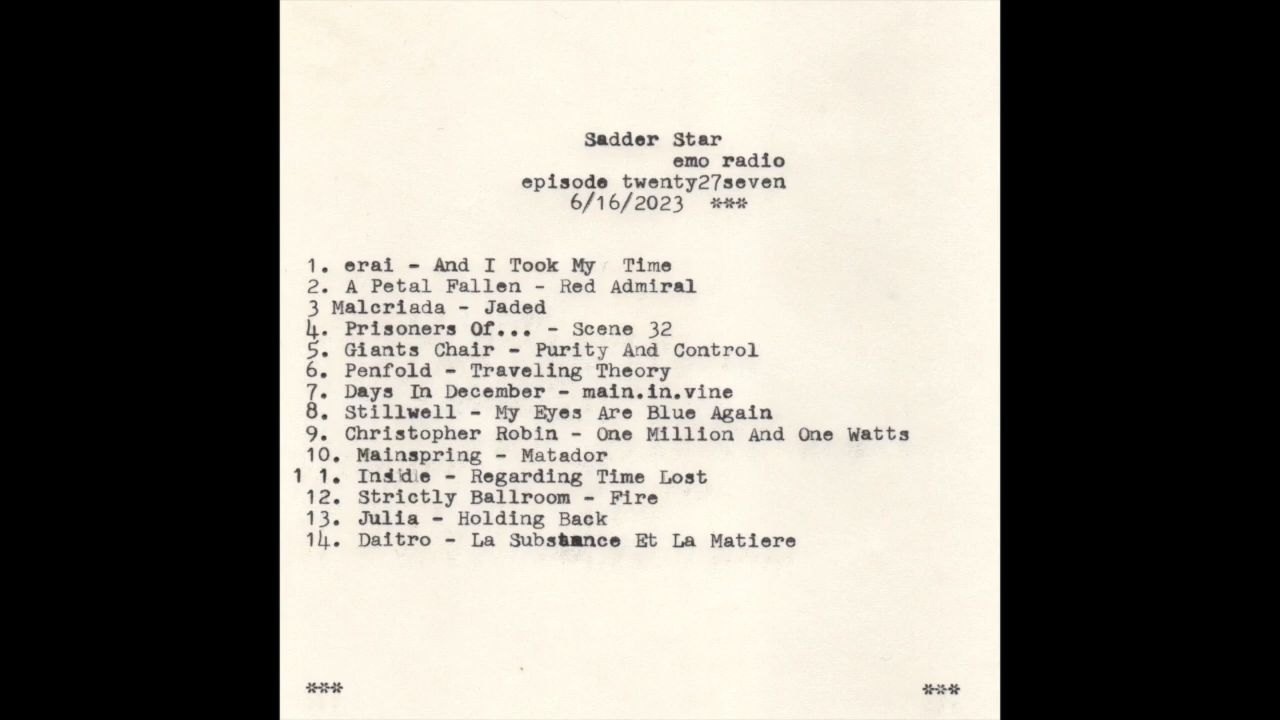 Sadder Star
emo radio
episode twenty27seven
6/16/2023 ***
1. erai - And I Took My Time
2. A Petal Fallen - Red Admiral
3 Malcriada - Jaded
4. Prisoners Of... - Scene 32
5. Giants Chair - Purity And Control
6. Penfold - Traveling Theory
7. Days In December - main.in.vine
8. Stillwell - My Eyes Are Blue Again
9. Christopher Robin - One Million And One Watts
10. Mainspring - Matador
1 1. - Regarding Time Lost
12. Strictly Ballroom - Fire
13. Julia - Holding Back
14. Daitro - La Substance Et La Matiere
*** ***